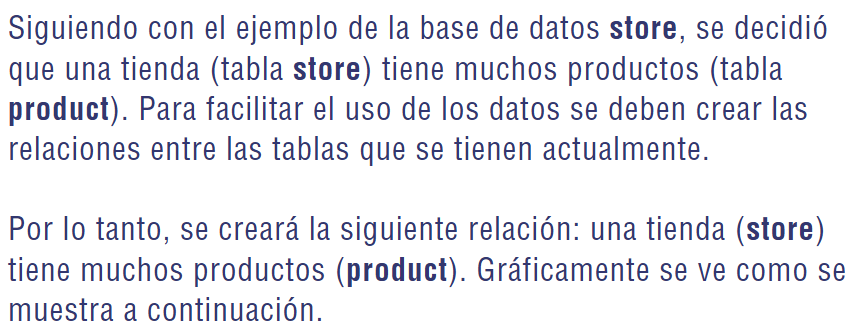 Siguiendo con el ejemplo de la base de datos store, se decidió
que una tienda (tabla store) tiene muchos productos (tabla
product). Para facilitar el uso de los datos se deben crear las
relaciones entre las tablas que se tienen actualmente.
Por lo tanto, se creará la siguiente relación: una tienda (store)
tiene muchos productos (product). Gráficamente se ve como se
muestra a continuación.